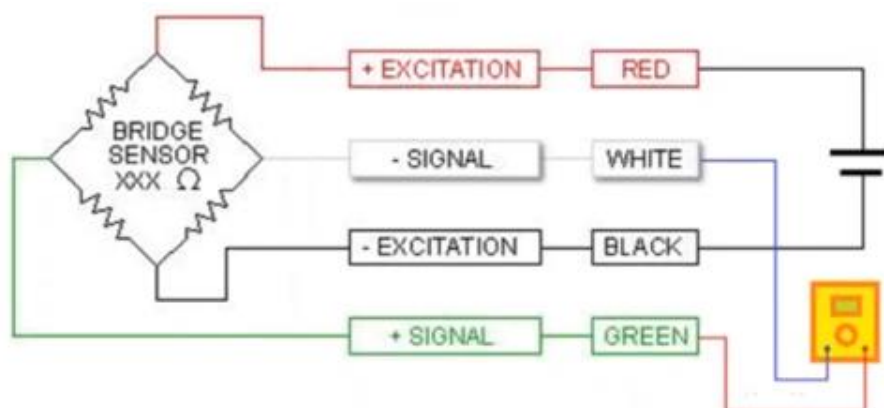 + EXCITATION
RED
BRIDGE
SENSOR
XXX Ω
- SIGNAL
WHITE
- EXCITATION
BLACK
+ SIGNAL
GREEN